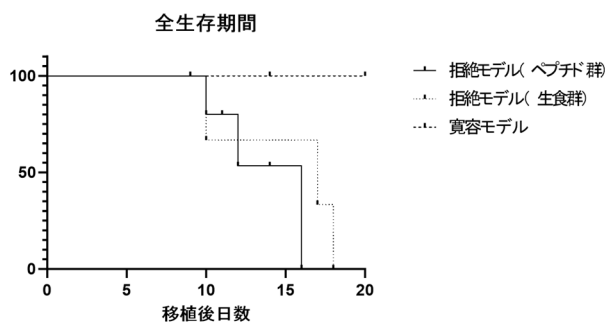 全生存期間
100
50
0
0 5 10 15 20
移植後日数
拒絶モデル( ペプチド群)
拒絶モデル( 生食群)
寛容モデル